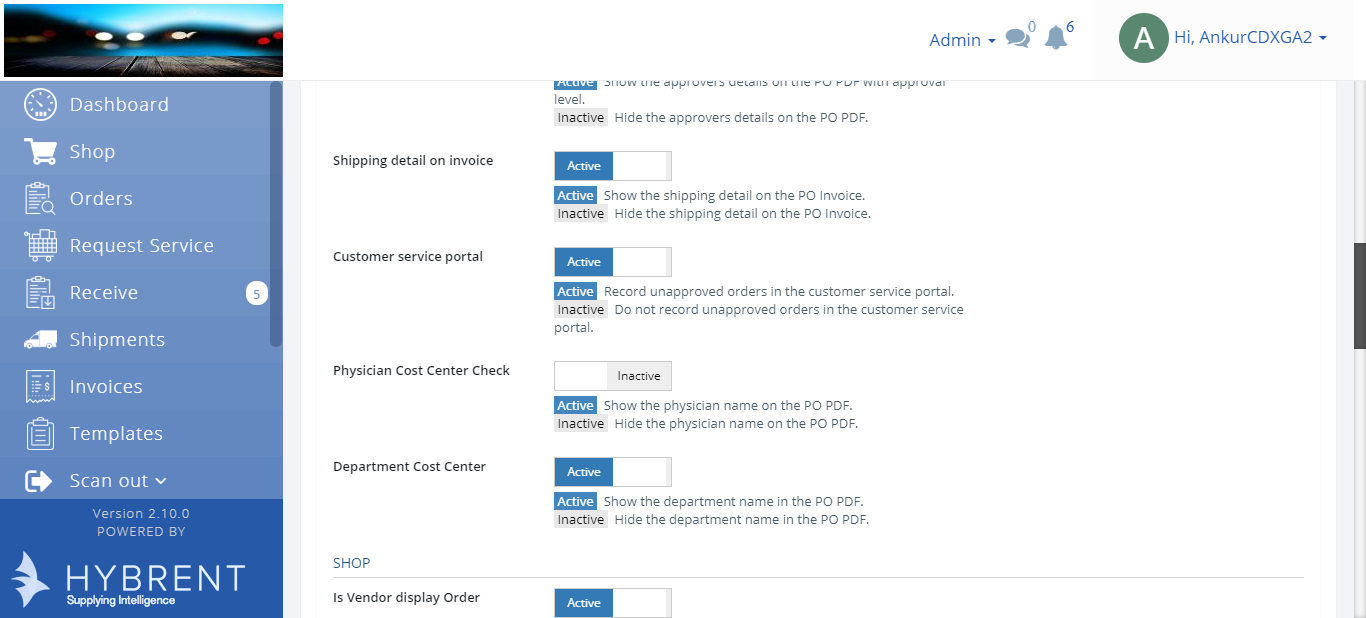 Admin
0
6
A
Hi, AnkurCDXGA2
Dashboard
Shop
Orders
Request Service
Receive
5
Shipments
Invoices
Templates
Scan out
Version 2.10.0
POWERED BY
HYBRENT
Supplying Intelligence
Active Show the approvers details on the PO PDF with approval
level.
Inactive Hide the approvers details on the PO PDF.
Shipping detail on invoice
Active
Active Show the shipping detail on the PO Invoice.
Inactive Hide the shipping detail on the PO Invoice.
Customer service portal
Active
Active Record unapproved orders in the customer service portal.
Inactive Do not record unapproved orders in the customer service
portal.
Physician Cost Center Check
Inactive
Active Show the physician name on the PO PDF.
Inactive Hide the physician name on the PO PDF.
Department Cost Center
Active
Active Show the department name in the PO PDF.
Inactive Hide the department name in the PO PDF.
SHOP
Is Vendor display Order
Active